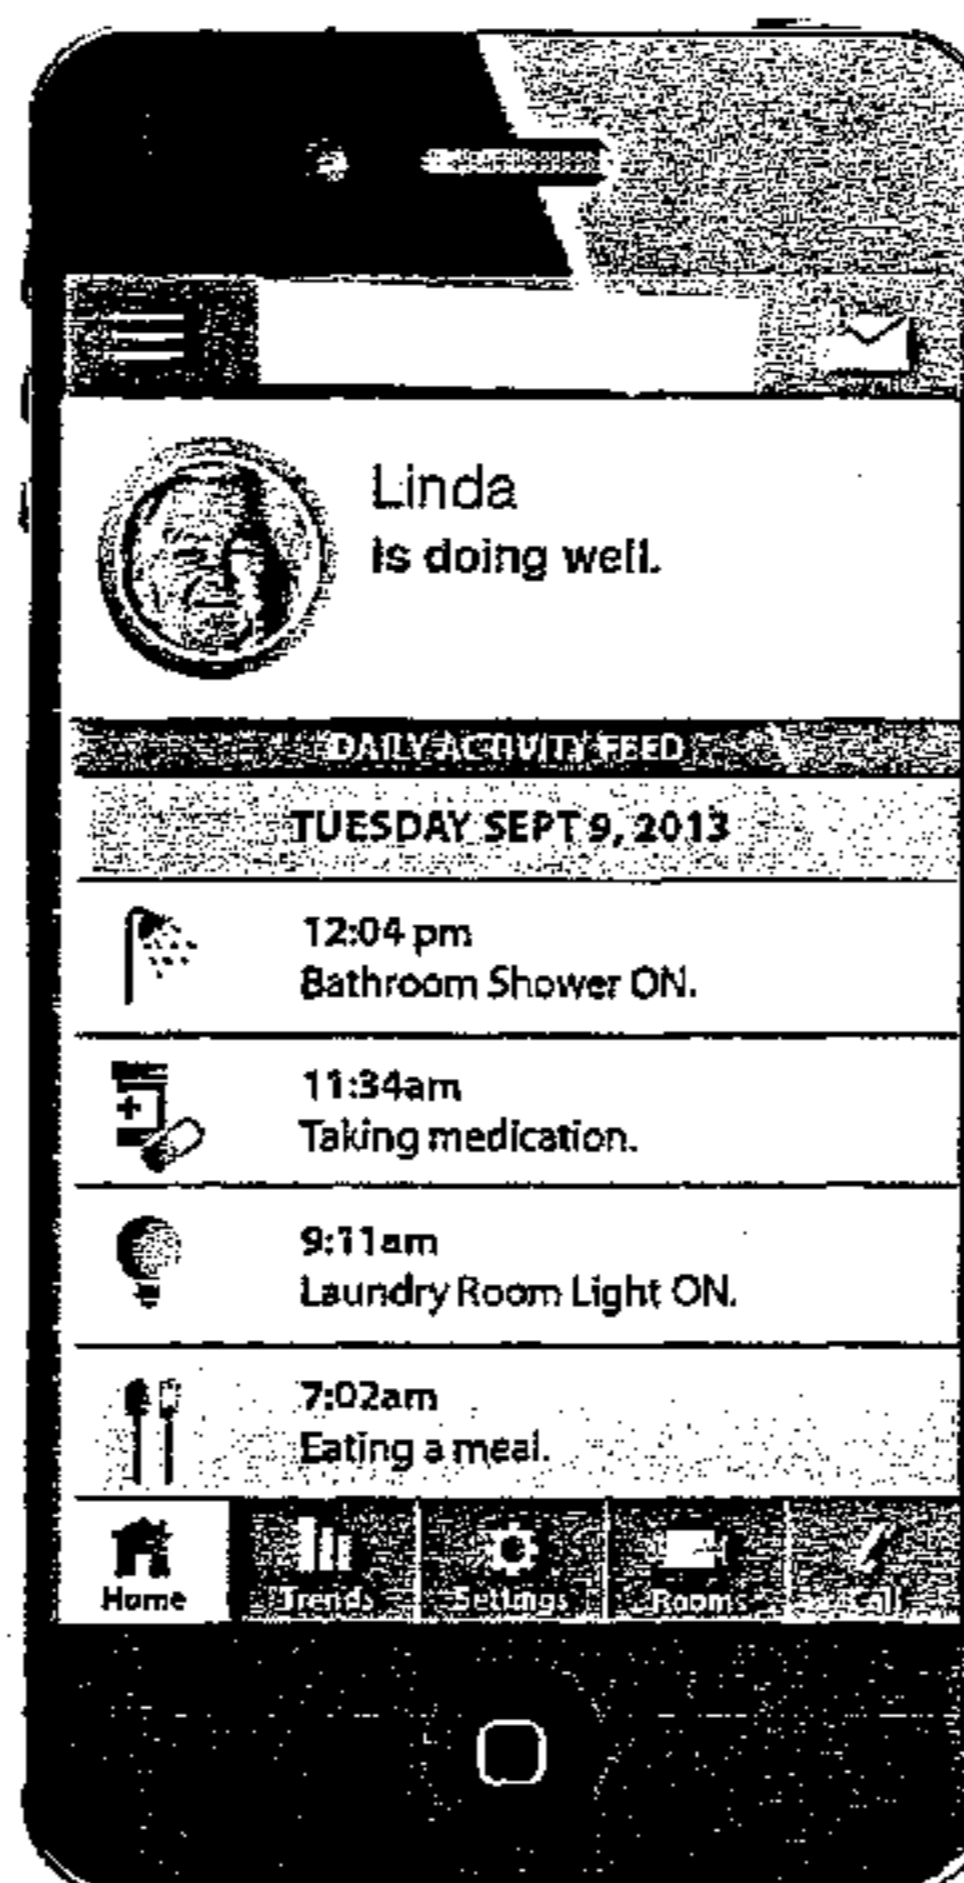 Linda
is doing well.
DAILY ACTIVITY FEED
TUESDAY SEPT 9, 2013
12:04 pm
Bathroom Shower ON.
11:34am
Taking medication.
9:11am
Laundry Room Light ON.
7:02am
Eating a meal.
Home Trends Settings Rooms Call